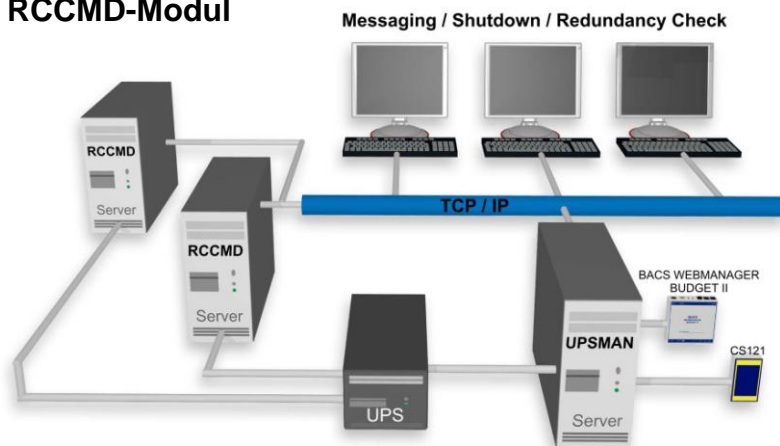 RCCMD-Modul
Messaging / Shutdown / Redundancy Check
RCCMD
Server
RCCMD
Server
TCP / IP
BACS WEBMANAGER
BUDGET II
UPSMAN
CS121
UPS
Server